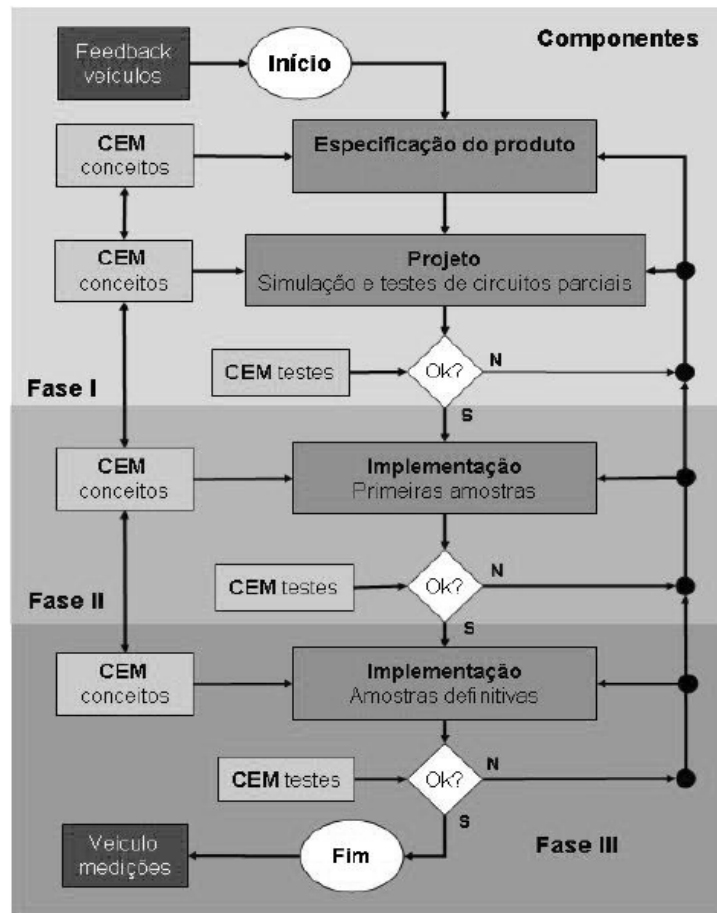 Componentes
Feedback
veículos
Início
CEM
conceitos
Especificação do produto
CEM
conceitos
Projeto
Simulação e testes de circuitos parciais
CEM testes
Ok?
N
S
Fase I
CEM
conceitos
Implementação
Primeiras amostras
CEM testes
Ok?
N
S
Fase II
CEM
conceitos
Implementação
Amostras definitivas
CEM testes
Ok?
N
S
Veículo
medições
Fim
Fase III